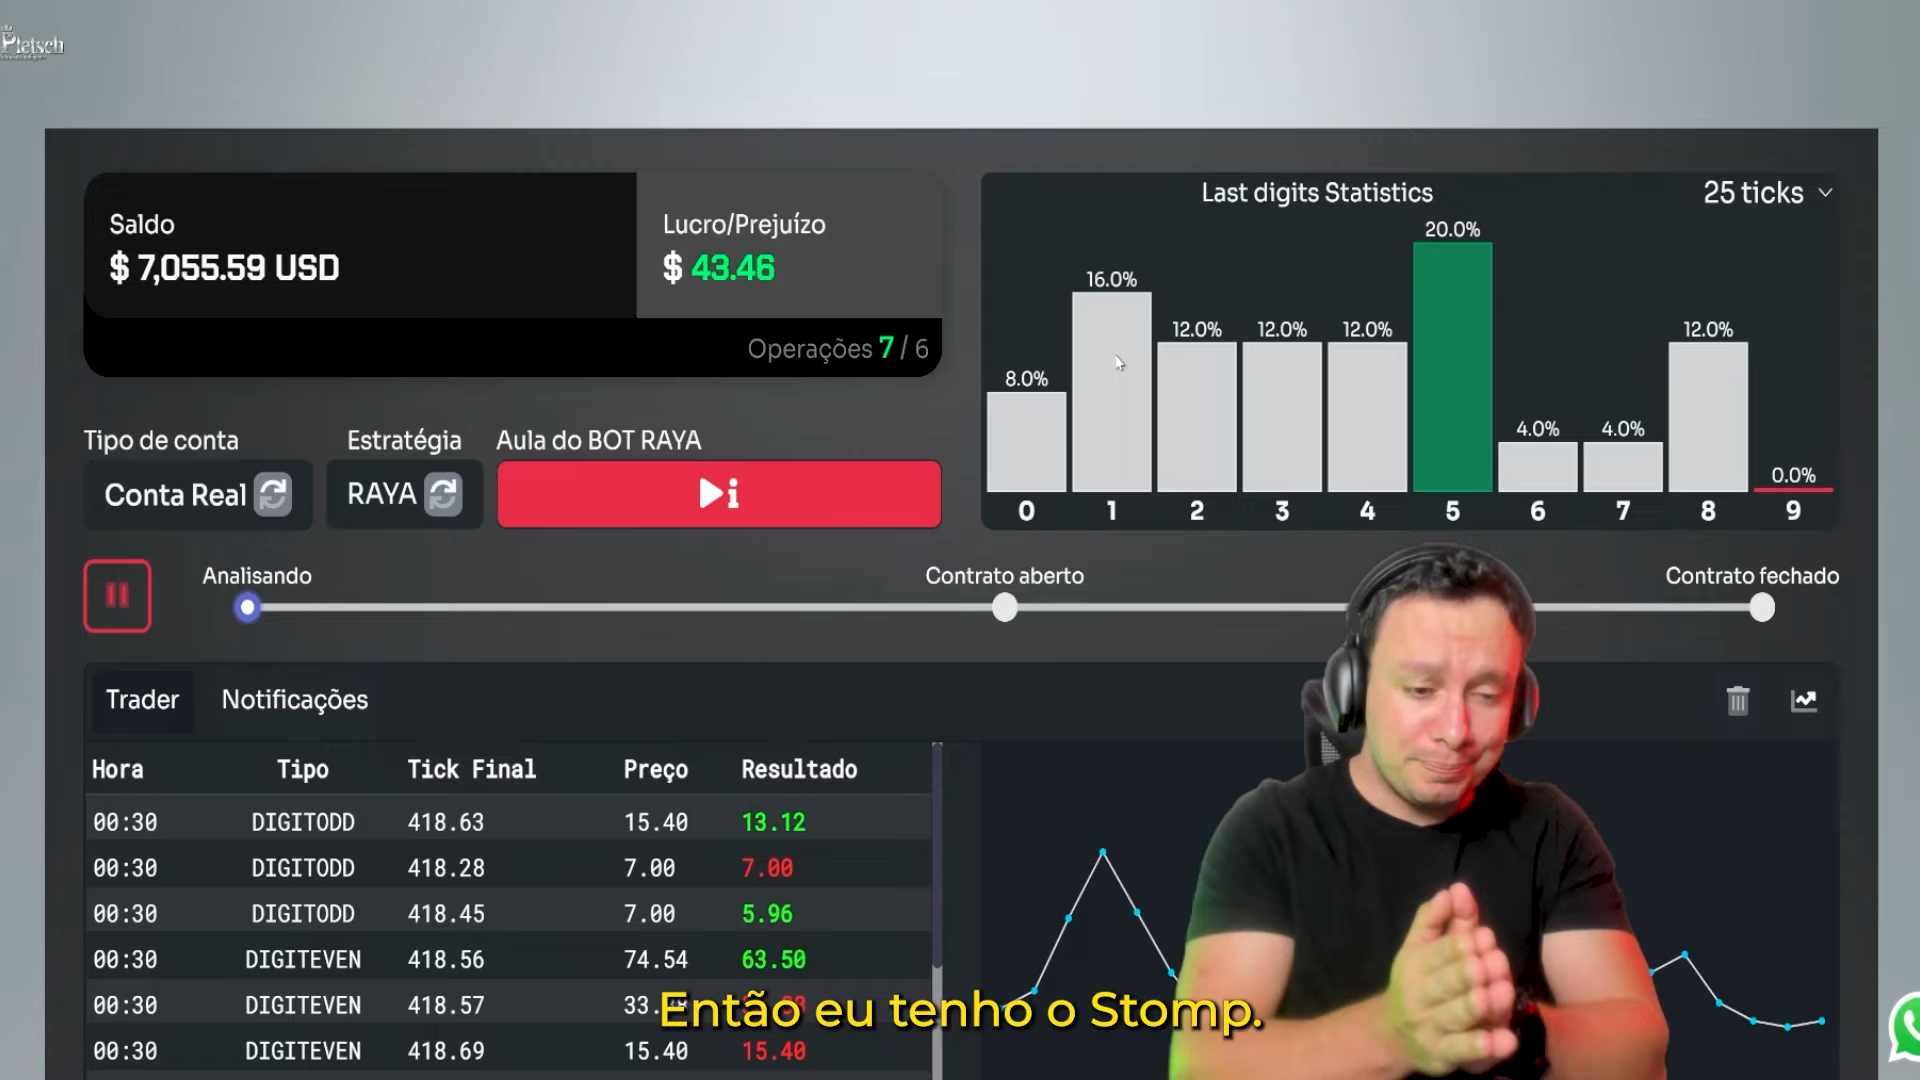 Pletsch
Saldo
$ 7,055.59 USD
Lucro/Prejuízo
$ 43.46
Operações 7 / 6
Last digits Statistics
25 ticks
8.0%
16.0%
12.0%
12.0%
12.0%
20.0%
4.0%
4.0%
12.0%
0.0%
0 1 2 3 4 5 6 7 8 9
Tipo de conta
Conta Real
Estratégia
RAYA
Aula do BOT RAYA
Analisando
Contrato aberto
Contrato fechado
Trader Notificações
Hora Tipo Tick Final Preço Resultado
00:30 DIGITODD 418.63 15.40 13.12
00:30 DIGITODD 418.28 7.00 7.00
00:30 DIGITODD 418.45 7.00 5.96
00:30 DIGITEVEN 418.56 74.54 63.50
00:30 DIGITEVEN 418.57
00:30 DIGITEVEN 418.69 15.40 15.40
Então eu tenho o Stomp.